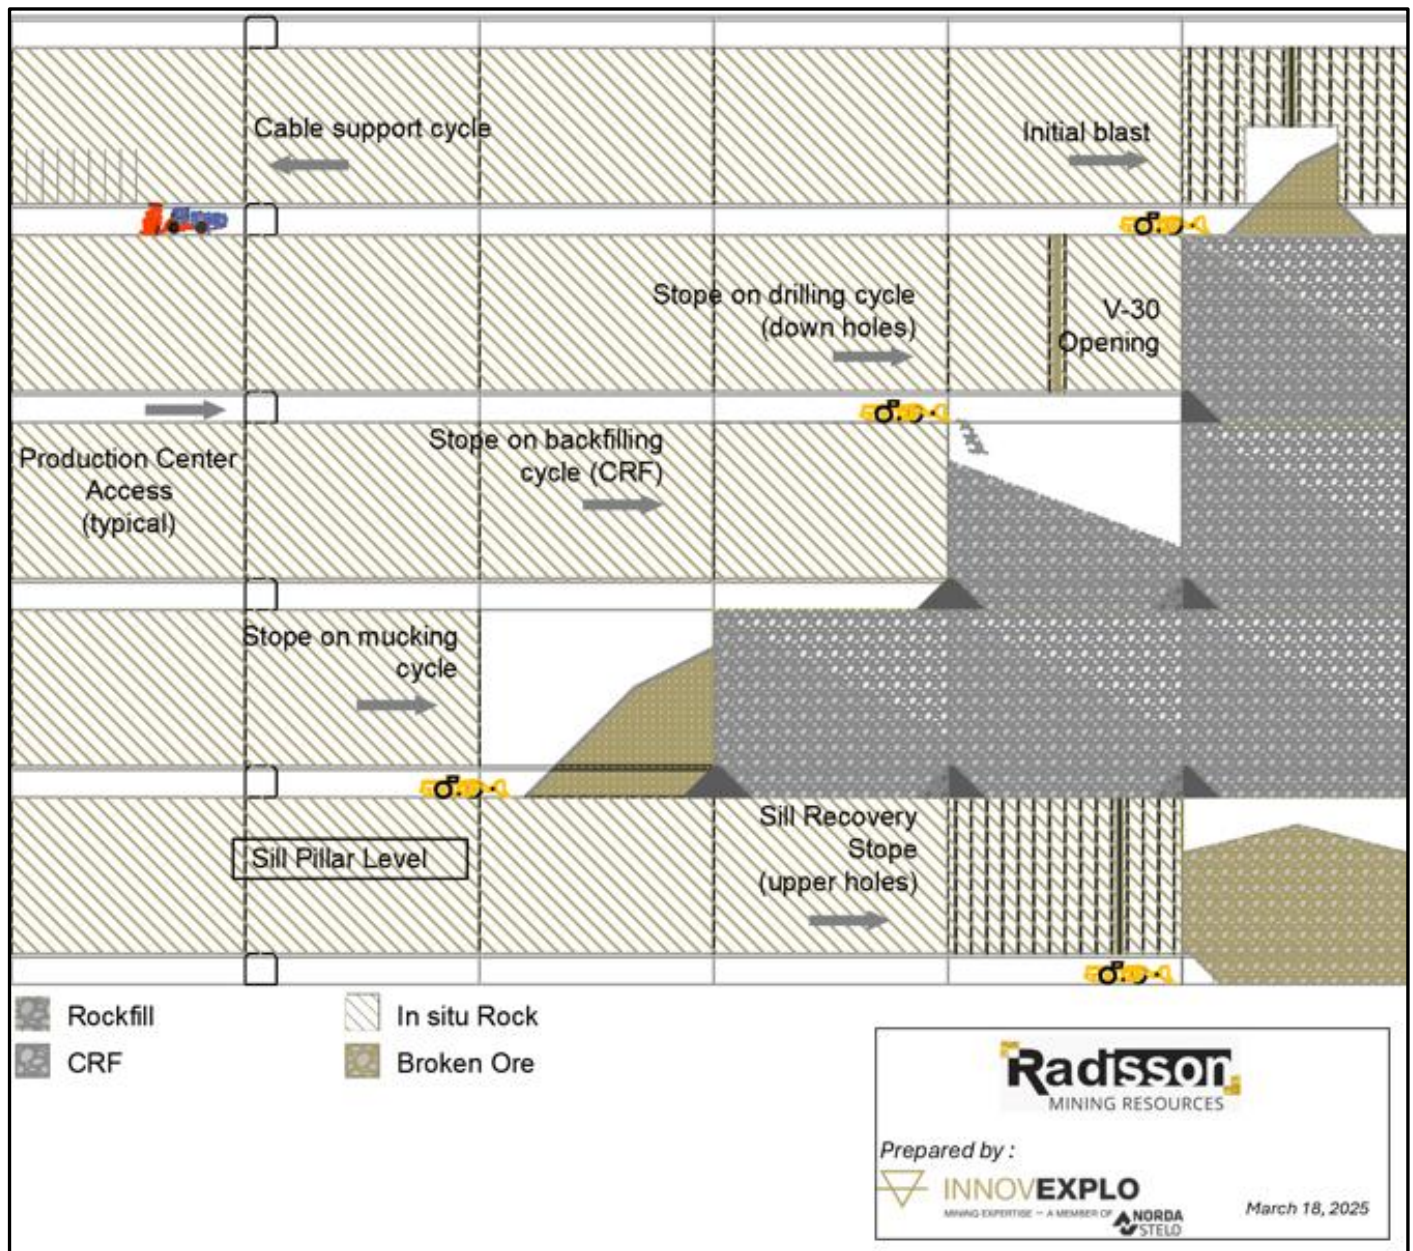 Cable support cycle
Initial blast
Stope on drilling cycle
(down holes)
V-30
Opening
Production Center
Access
(typical)
Stope on backfilling
cycle (CRF)
Stope on mucking
cycle
Sill Recovery
Stope
(upper holes)
Sill Pillar Level
Rockfill
In situ Rock
CRF
Broken Ore
Radisson
MINING RESOURCES
Prepared by :
INNOVEXPLO
MINING EXPERTISE — A MEMBER OF NORDA
STELO
March 18, 2025